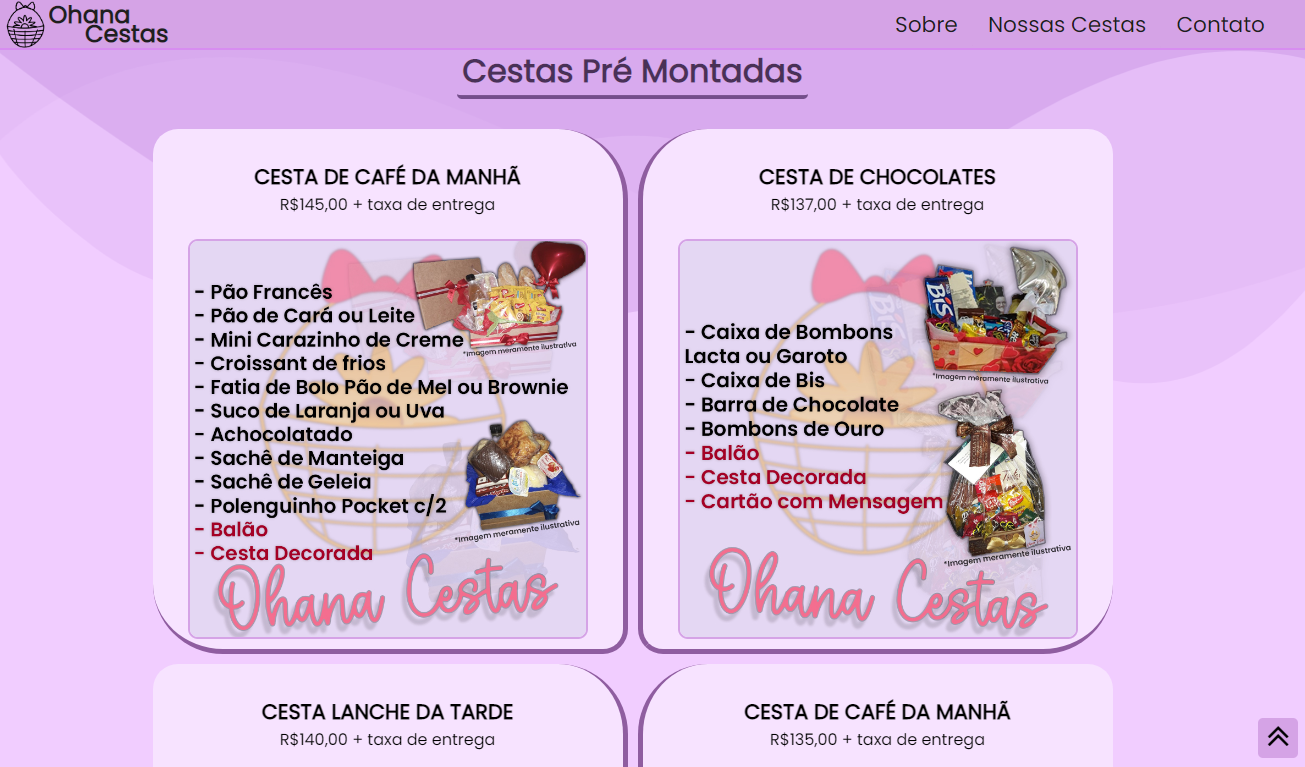 Ohana
Cestas
Sobre
Nossas Cestas
Contato
Cestas Pré Montadas
CESTA DE CAFÉ DA MANHÃ
R$145,00 + taxa de entrega
- Pão Francês
- Pão de Cará ou Leite
- Mini Carazinho de Creme
- Croissant de frios
- Fatia de Bolo Pão de Mel ou Brownie
- Suco de Laranja ou Uva
- Achocolatado
- Sachê de Manteiga
- Sachê de Geleia
- Polenguinho Pocket c/2
- Balão
- Cesta Decorada
*Imagem meramente ilustrativa
*Imagem meramente ilustrativa
Ohana Cestas
CESTA DE CHOCOLATES
R$137,00 + taxa de entrega
- Caixa de Bombons
Lacta ou Garoto
- Caixa de Bis
- Barra de Chocolate
- Bombons de Ouro
- Balão
- Cesta Decorada
- Cartão com Mensagem
BIS
*Imagem meramente ilustrativa
*Imagem meramente ilustrativa
Ohana Cestas
CESTA LANCHE DA TARDE
R$140,00 + taxa de entrega
CESTA DE CAFÉ DA MANHÃ
R$135,00 + taxa de entrega